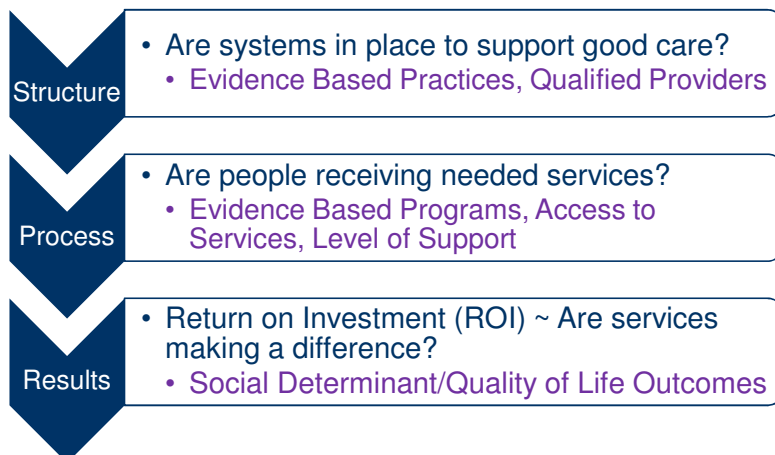 Structure
• Are systems in place to support good care?
• Evidence Based Practices, Qualified Providers
Process
• Are people receiving needed services?
• Evidence Based Programs, Access to
Services, Level of Support
Results
• Return on Investment (ROI) ~ Are services
making a difference?
• Social Determinant/Quality of Life Outcomes